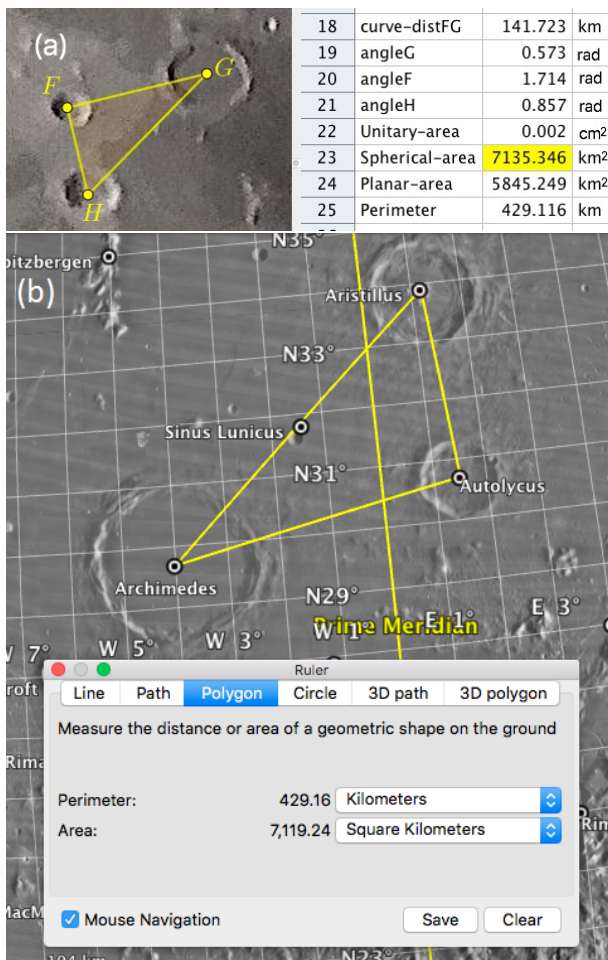 (a)
F
G
H
18 curve-distFG 141.723 km
19 angleG 0.573 rad
20 angleF 1.714 rad
21 angleH 0.857 rad
22 Unitary-area 0.002 cm²
23 Spherical-area 7135.346 km²
24 Planar-area 5845.249 km²
25 Perimeter 429.116 km
N35°
pitzbergen
(b)
Aristillus
N33°
Sinus Lunicus
N31°
Autolycus
Archimedes
N29°
W 1° E 1° E 3°
Prime Meridian
W 7° W 5° W 3°
Ruler
roft
Line Path Polygon Circle 3D path 3D polygon
Measure the distance or area of a geometric shape on the ground
Rima
Perimeter: 429.16 Kilometers
Area: 7,119.24 Square Kilometers
Rin
MacM
Mouse Navigation Save Clear
N23°